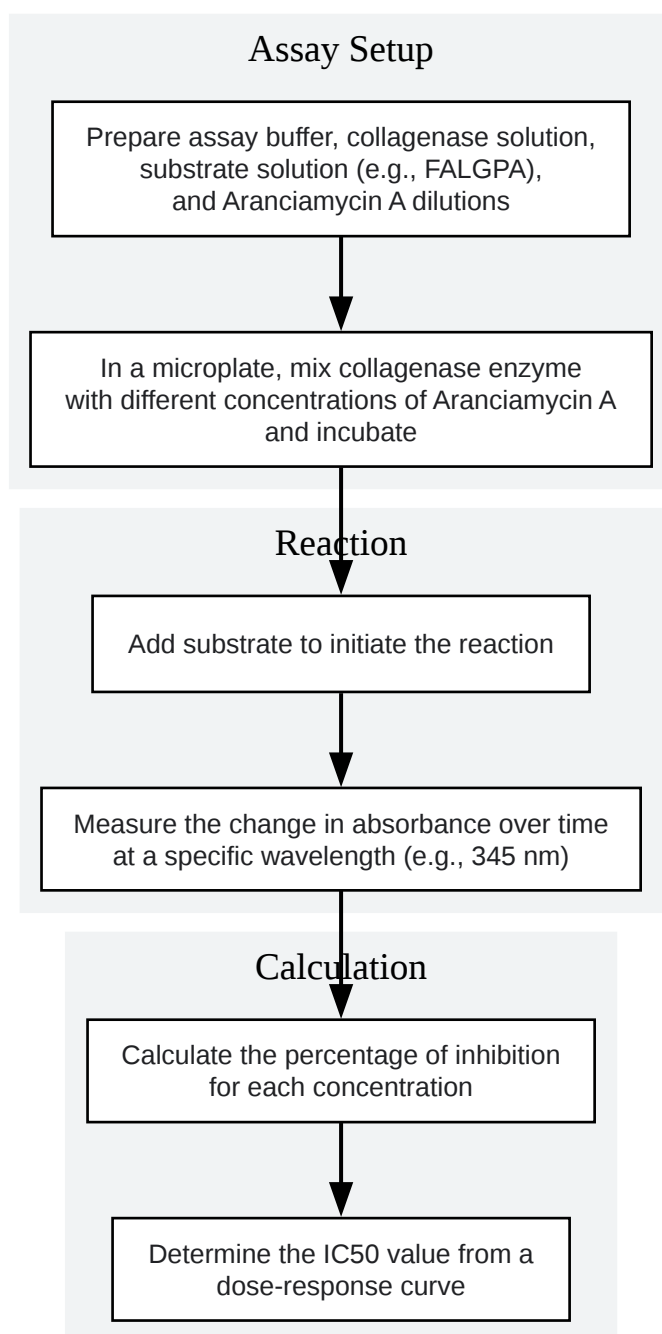 Assay Setup
Prepare assay buffer, collagenase solution,
substrate solution (e.g., FALGPA),
and Aranciamycin A dilutions
In a microplate, mix collagenase enzyme
with different concentrations of Aranciamycin A
and incubate
Reaction
Add substrate to initiate the reaction
Measure the change in absorbance over time
at a specific wavelength (e.g., 345 nm)
Calculation
Calculate the percentage of inhibition
for each concentration
Determine the IC50 value from a
dose-response curve